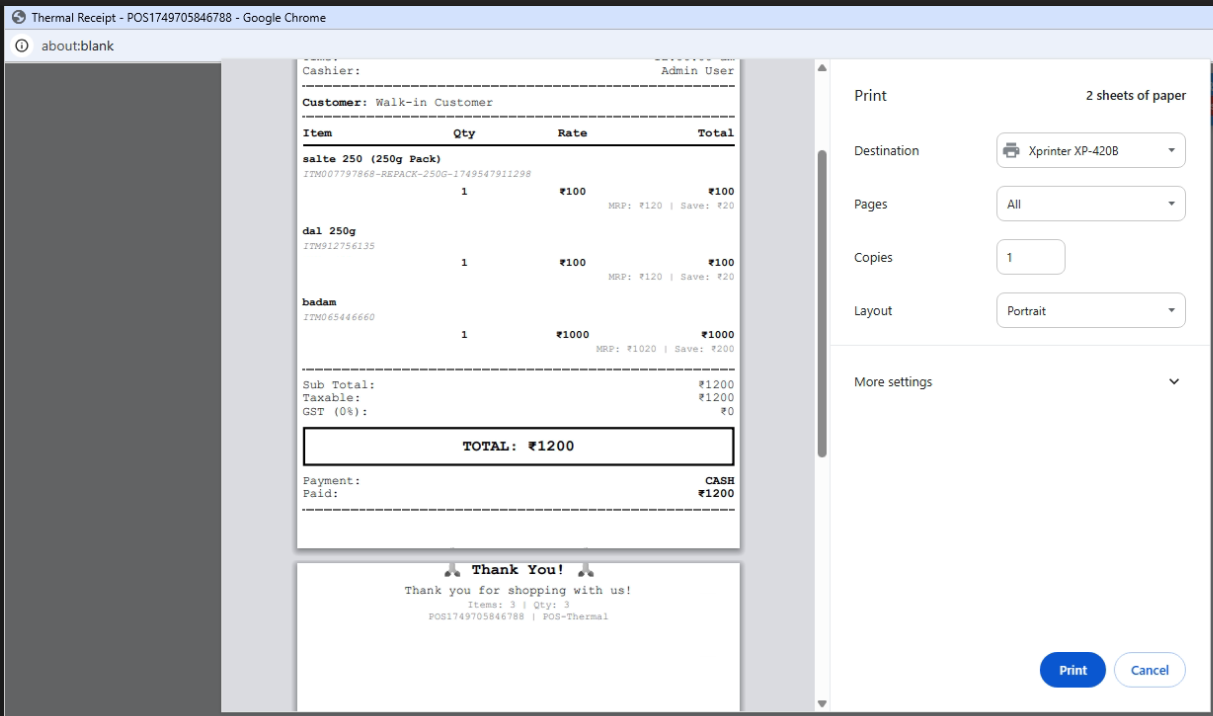 Thermal Receipt - POS1749705846788 - Google Chrome
about:blank
Cashier: Admin User
Customer: Walk-in Customer
Item Qty Rate Total
salte 250 (250g Pack)
ITM007797868-REPACK-250G-1749547911298
1 ₹100 ₹100
MRP: ₹120 | Save: ₹20
dal 250g
ITM912756135
1 ₹100 ₹100
MRP: ₹120 | Save: ₹20
badam
ITM065446660
1 ₹1000 ₹1000
MRP: ₹1020 | Save: ₹200
Sub Total: ₹1200
Taxable: ₹1200
GST (0%): ₹0
TOTAL: ₹1200
Payment: CASH
Paid: ₹1200
Thank You!
Thank you for shopping with us!
Items: 3 | Qty: 3
POS1749705846788 | POS-Thermal
Print 2 sheets of paper
Destination Xprinter XP-420B
Pages All
Copies 1
Layout Portrait
More settings
Print Cancel